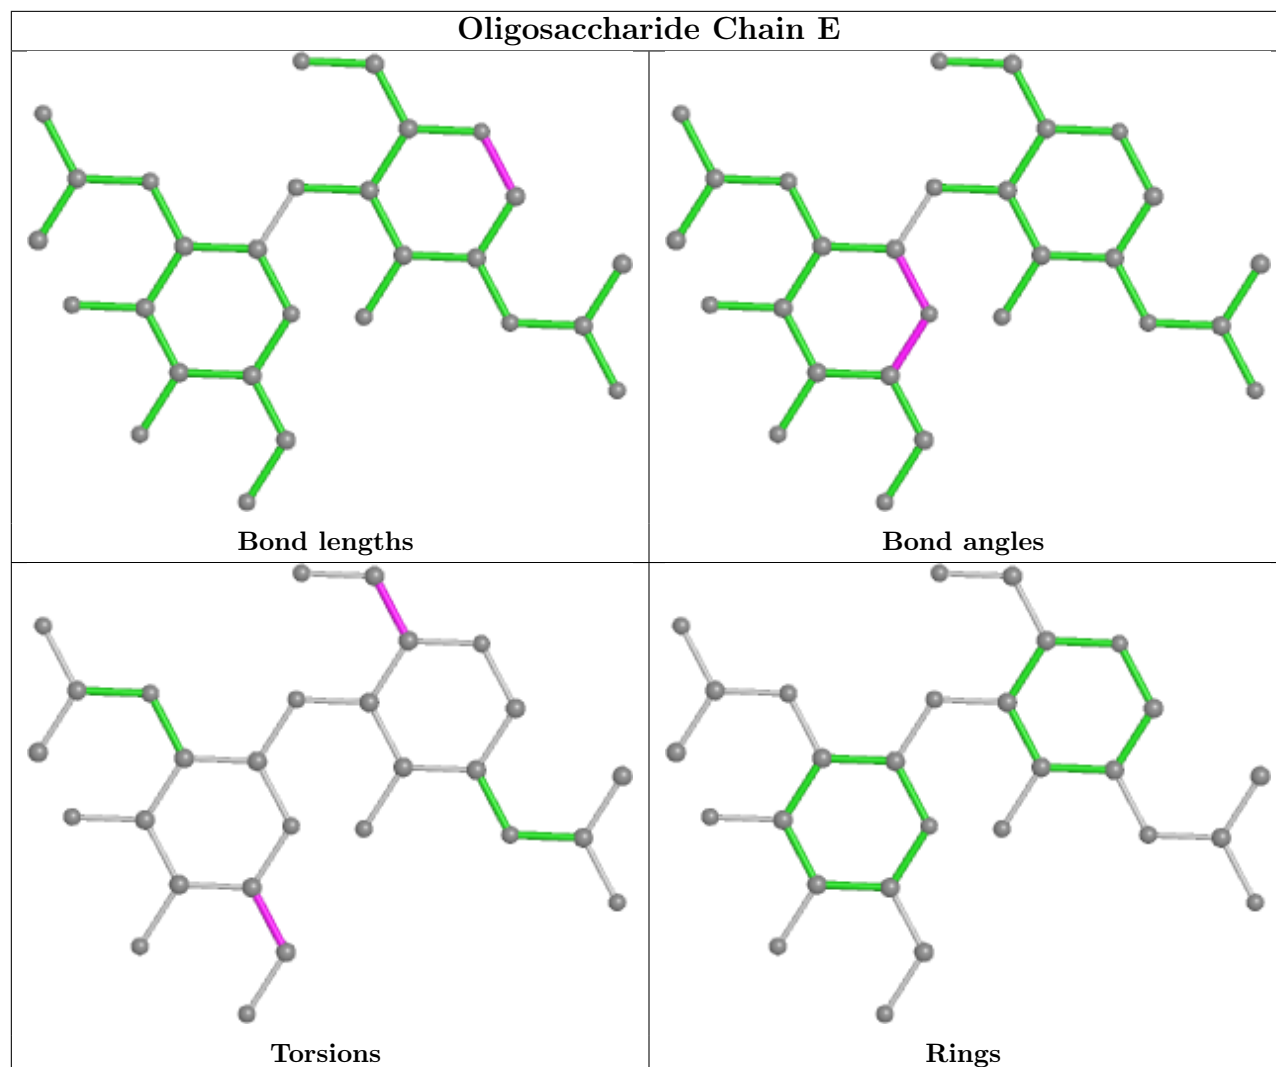 Oligosaccharide Chain E
Bond lengths
Bond angles
Torsions
Rings